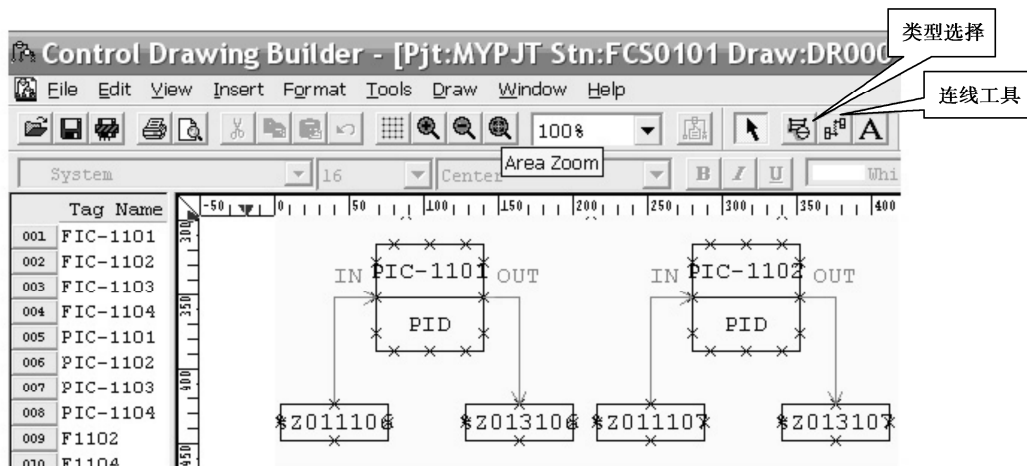 类型选择
Control Drawing Builder - [Pjt:MYPJT Stn:FCS0101 Draw:DR000
连线工具
File Edit View Insert Format Tools Draw Window Help
100%
A
Area Zoom
System 16 Center B I U Whi
Tag Name
-50 0 50 100 150 200 250 300 350 400
300
350
400
450
001 FIC-1101
002 FIC-1102
003 FIC-1103
004 FIC-1104
005 PIC-1101
006 PIC-1102
007 PIC-1103
008 PIC-1104
009 F1102
010 F1104
IN PIC-1101 OUT
PID
%Z011106 %Z013106
IN PIC-1102 OUT
PID
%Z011107 %Z013107